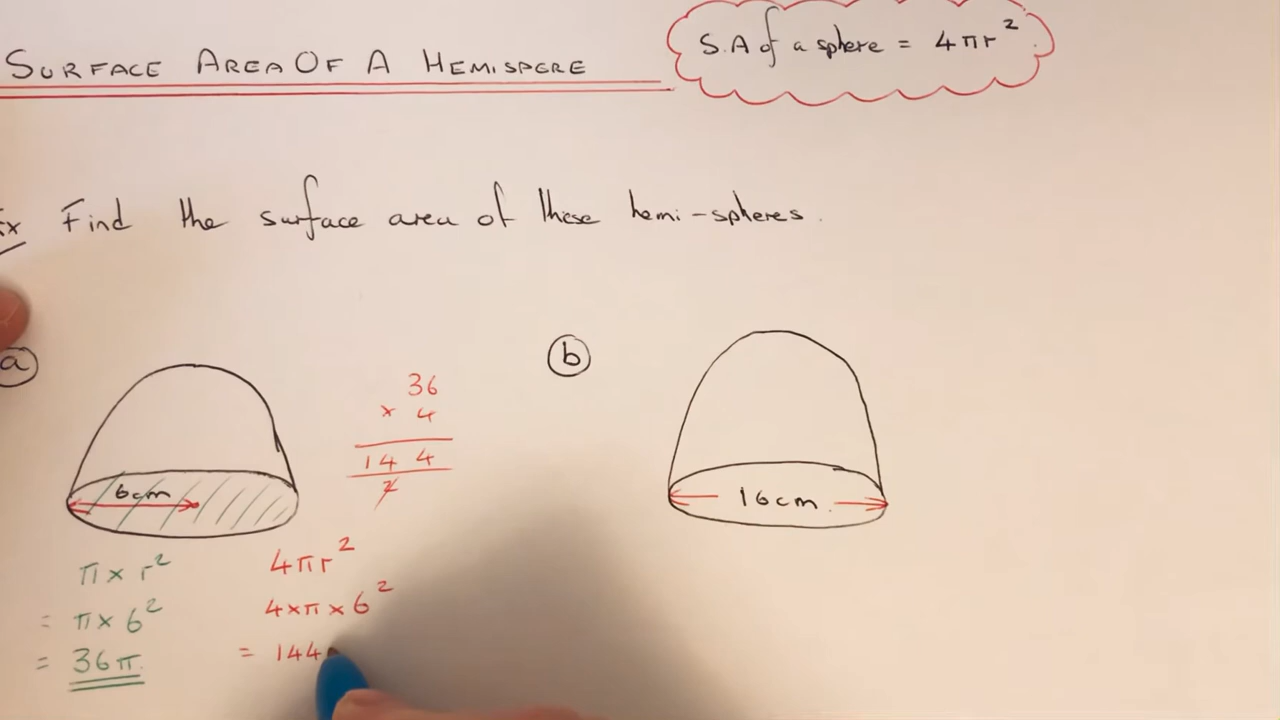 SURFACE AREA OF A HEMISPERE
S.A of a sphere = 4πr²
Ex Find the surface area of these hemi-spheres.
a
6cm
36
× 4
144
2
π × r²
= π × 6²
= 36π
4πr²
4 × π × 6²
= 144
b
16cm